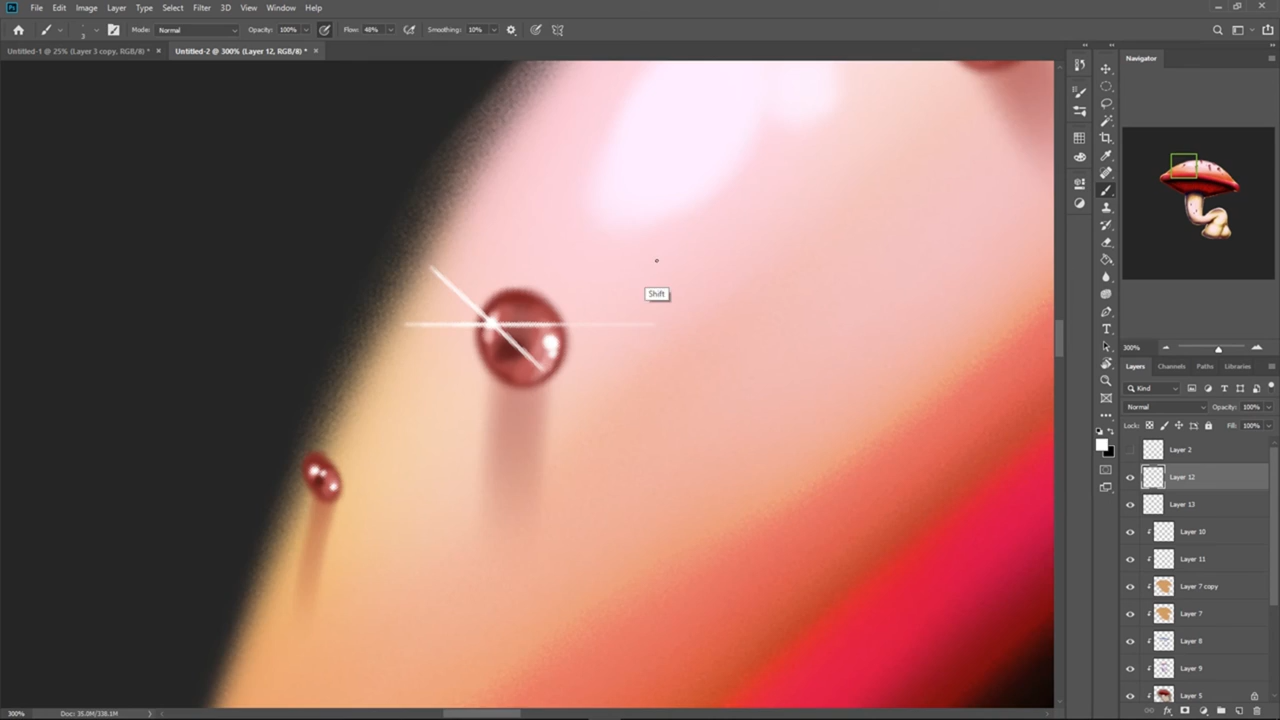 File Edit Image Layer Type Select Filter 3D View Window Help
3 Mode: Normal Opacity: 100% Flow: 48% Smoothing: 10%
Untitled-1 @ 25% (Layer 3 copy, RGB/8) * × Untitled-2 @ 300% (Layer 12, RGB/8) * ×
Navigator
Shift
300%
Layers Channels Paths Libraries
Kind
Normal Opacity: 100%
Lock: Fill: 100%
Layer 2
Layer 12
Layer 13
Layer 10
Layer 11
Layer 7 copy
Layer 7
Layer 8
Layer 9
Layer 5
300% Doc: 35.0M/338.1M